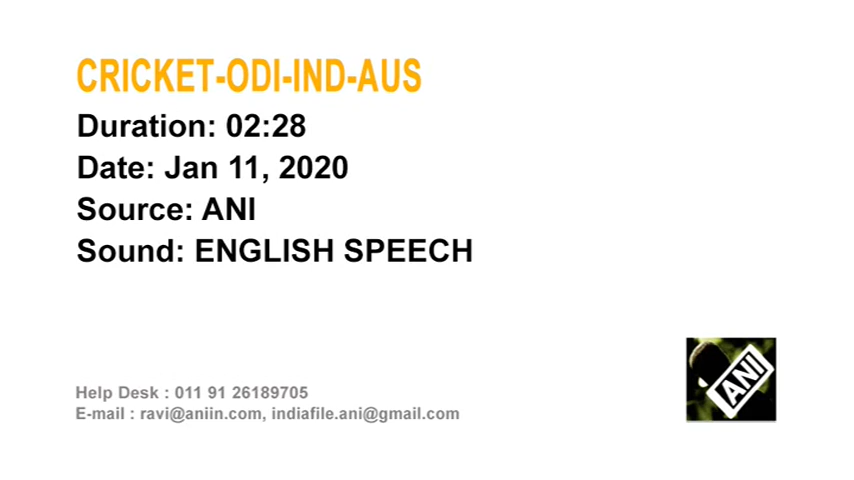 CRICKET-ODI-IND-AUS
Duration: 02:28
Date: Jan 11, 2020
Source: ANI
Sound: ENGLISH SPEECH
Help Desk : 011 91 26189705
E-mail : ravi@aniin.com, indiafile.ani@gmail.com
ANI